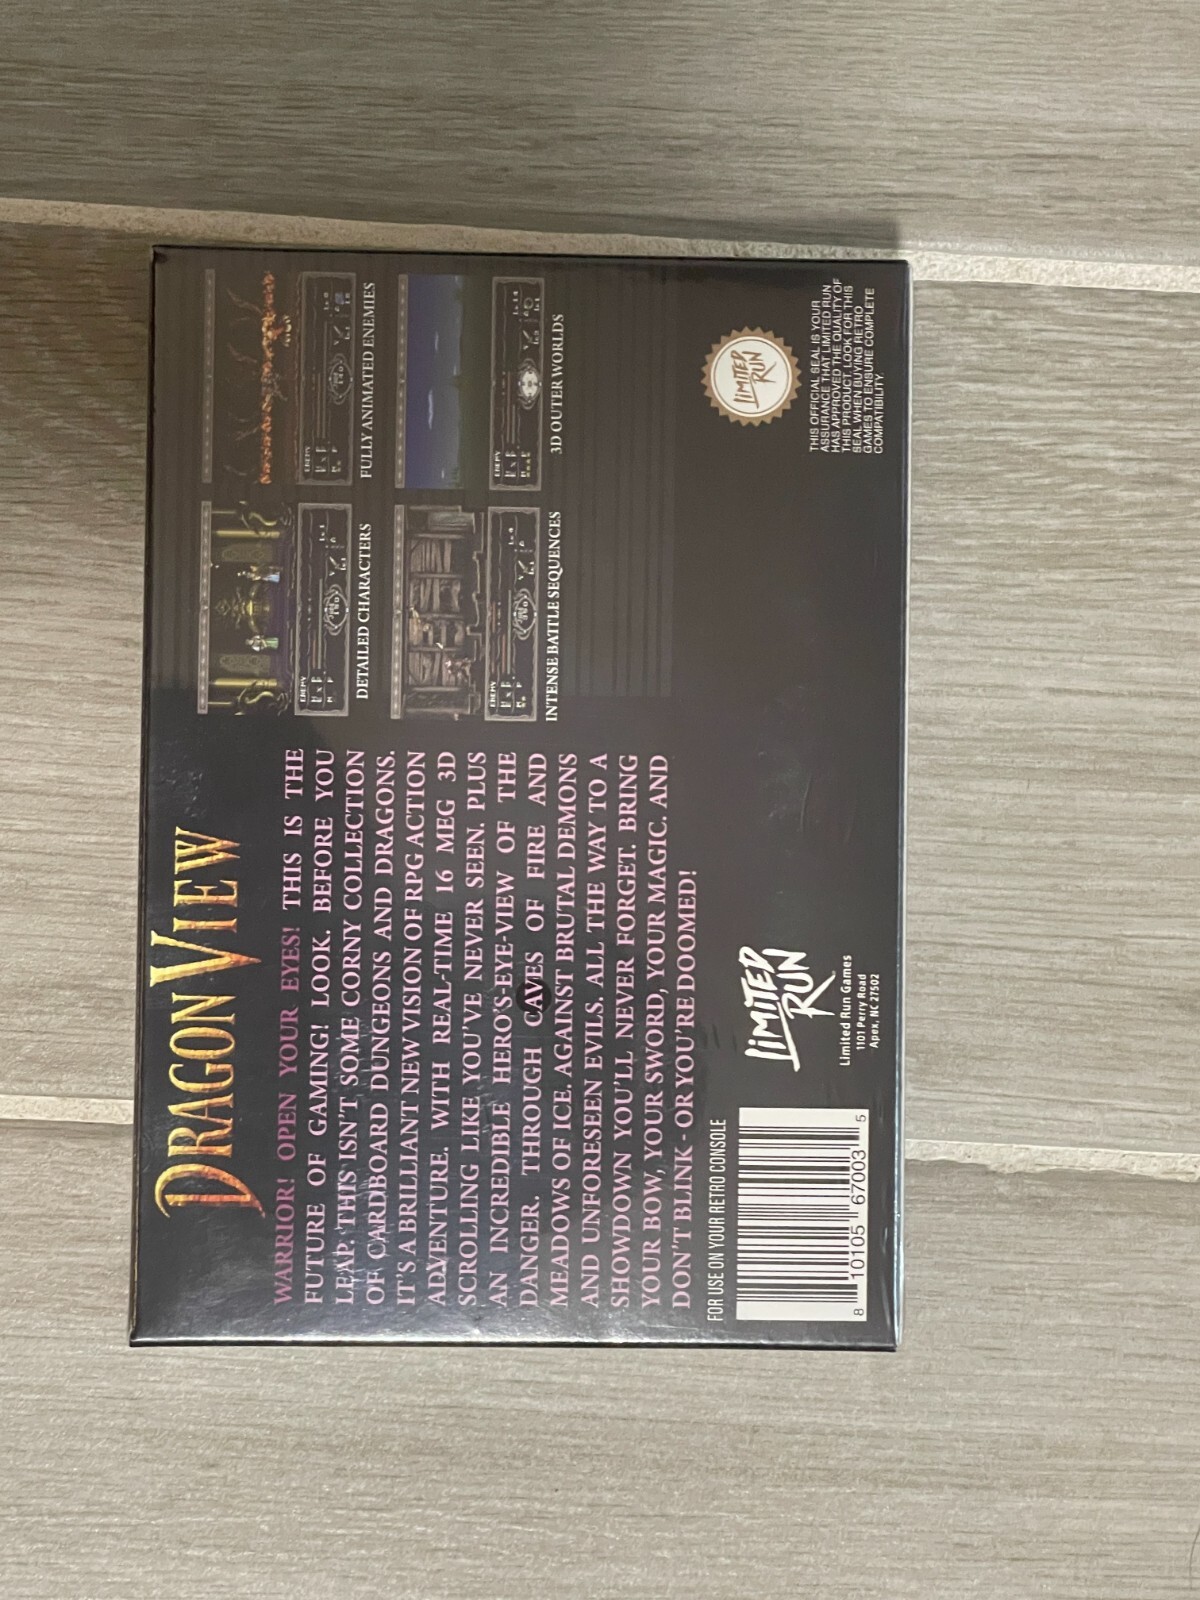 DRAGON VIEW
WARRIOR! OPEN YOUR EYES! THIS IS THE
FUTURE OF GAMING! LOOK. BEFORE YOU
LEAP. THIS ISN'T SOME CORNY COLLECTION
OF CARDBOARD DUNGEONS AND DRAGONS.
IT'S A BRILLIANT NEW VISION OF RPG ACTION
ADVENTURE. WITH REAL-TIME 16 MEG 3D
SCROLLING LIKE YOU'VE NEVER SEEN. PLUS
AN INCREDIBLE HERO'S-EYE-VIEW OF THE
DANGER. THROUGH CAVES OF FIRE AND
MEADOWS OF ICE. AGAINST BRUTAL DEMONS
AND UNFORESEEN EVILS. ALL THE WAY TO A
SHOWDOWN YOU'LL NEVER FORGET. BRING
YOUR BOW, YOUR SWORD, YOUR MAGIC. AND
DON'T BLINK - OR YOU'RE DOOMED!
ENEMY
DETAILED CHARACTERS
ENEMY
FULLY ANIMATED ENEMIES
ENEMY
INTENSE BATTLE SEQUENCES
ENEMY
3D OUTER WORLDS
FOR USE ON YOUR RETRO CONSOLE
8 10105 67003 5
LIMITED
RUN
Limited Run Games
1101 Perry Road
Apex, NC 27502
LIMITED
RUN
THIS OFFICIAL SEAL IS YOUR
ASSURANCE THAT LIMITED RUN
HAS APPROVED THE QUALITY OF
THIS PRODUCT. LOOK FOR THIS
SEAL WHEN BUYING RETRO
GAMES TO ENSURE COMPLETE
COMPATIBILITY.